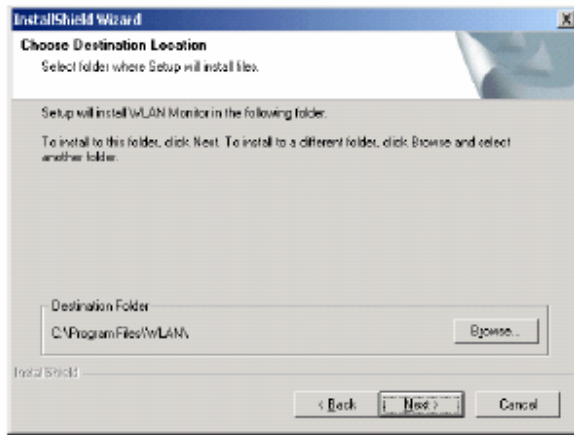 InstallShield Wizard
Choose Destination Location
Select folder where Setup will install files.
Setup will install WLAN Monitor in the following folder.
To install to this folder, click Next. To install to a different folder, click Browse and select
another folder.
Destination Folder
C:\Program Files\WLAN\
Browse...
InstallShield
< Back
Next >
Cancel